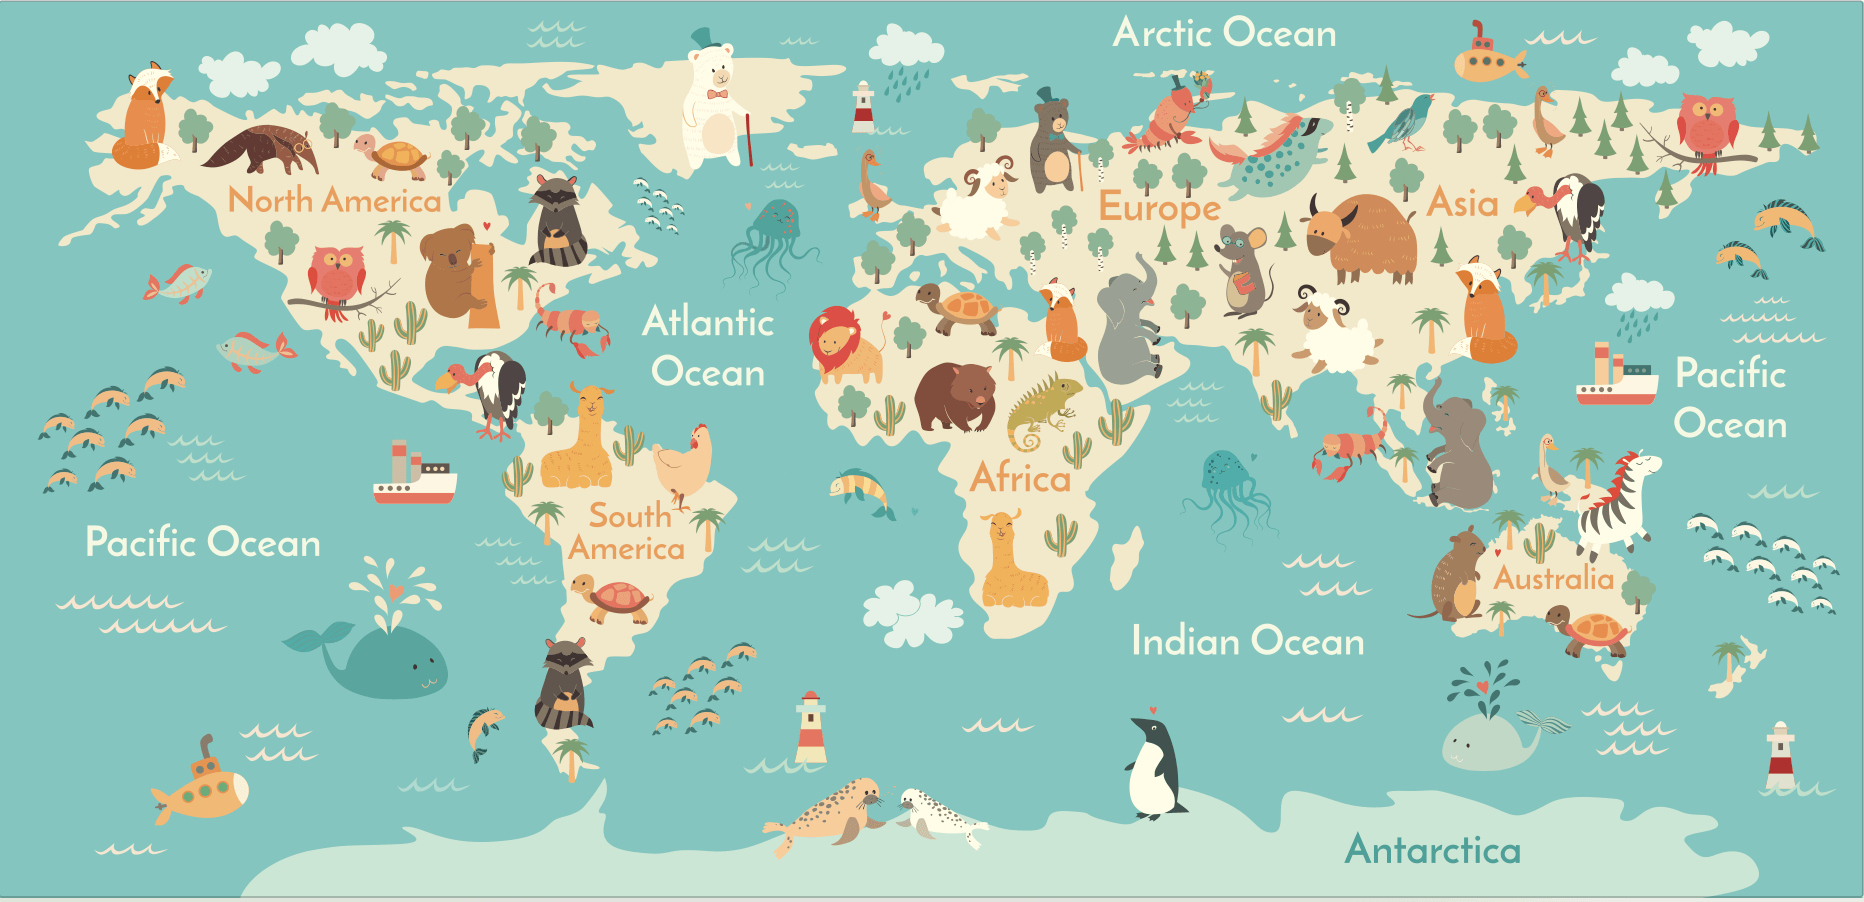 Arctic Ocean
North America
Europe
Asia
Atlantic
Ocean
Pacific
Ocean
Africa
South
America
Pacific Ocean
Australia
Indian Ocean
Antarctica